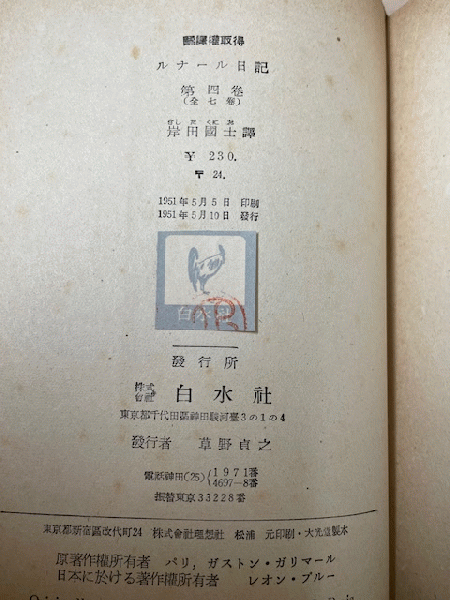 飜譯權取得
ルナール日記
第四卷
(全七卷)
きしだくにお
岸田國士譯
¥ 230.
〒 24.
1951年5月5日 印刷
1951年5月10日 發行
白水社
發行所
株式會社 白水社
東京都千代田區神田駿河臺3の1の4
發行者 草野貞之
電話神田(25) 1971番
4697–8番
振替東京33228番
東京都新宿區改代町24 株式會社理想社 松浦 元印刷・大光堂製本
原著作權所有者 パリ, ガストン・ガリマール
日本に於ける著作權所有者 レオン・プルー